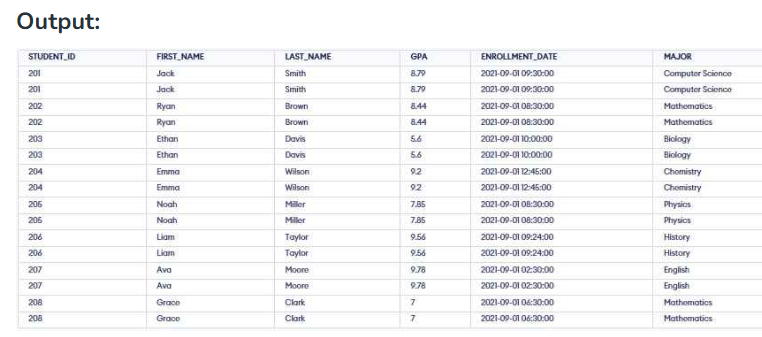 Output:
STUDENT_ID FIRST_NAME LAST_NAME GPA ENROLLMENT_DATE MAJOR
201 Jack Smith 8.79 2021-09-01 09:30:00 Computer Science
201 Jack Smith 8.79 2021-09-01 09:30:00 Computer Science
202 Ryan Brown 8.44 2021-09-01 08:30:00 Mathematics
202 Ryan Brown 8.44 2021-09-01 08:30:00 Mathematics
203 Ethan Davis 5.6 2021-09-01 10:00:00 Biology
203 Ethan Davis 5.6 2021-09-01 10:00:00 Biology
204 Emma Wilson 9.2 2021-09-01 12:45:00 Chemistry
204 Emma Wilson 9.2 2021-09-01 12:45:00 Chemistry
205 Noah Miller 7.85 2021-09-01 08:30:00 Physics
205 Noah Miller 7.85 2021-09-01 08:30:00 Physics
206 Liam Taylor 9.56 2021-09-01 09:24:00 History
206 Liam Taylor 9.56 2021-09-01 09:24:00 History
207 Ava Moore 9.78 2021-09-01 02:30:00 English
207 Ava Moore 9.78 2021-09-01 02:30:00 English
208 Grace Clark 7 2021-09-01 06:30:00 Mathematics
208 Grace Clark 7 2021-09-01 06:30:00 Mathematics